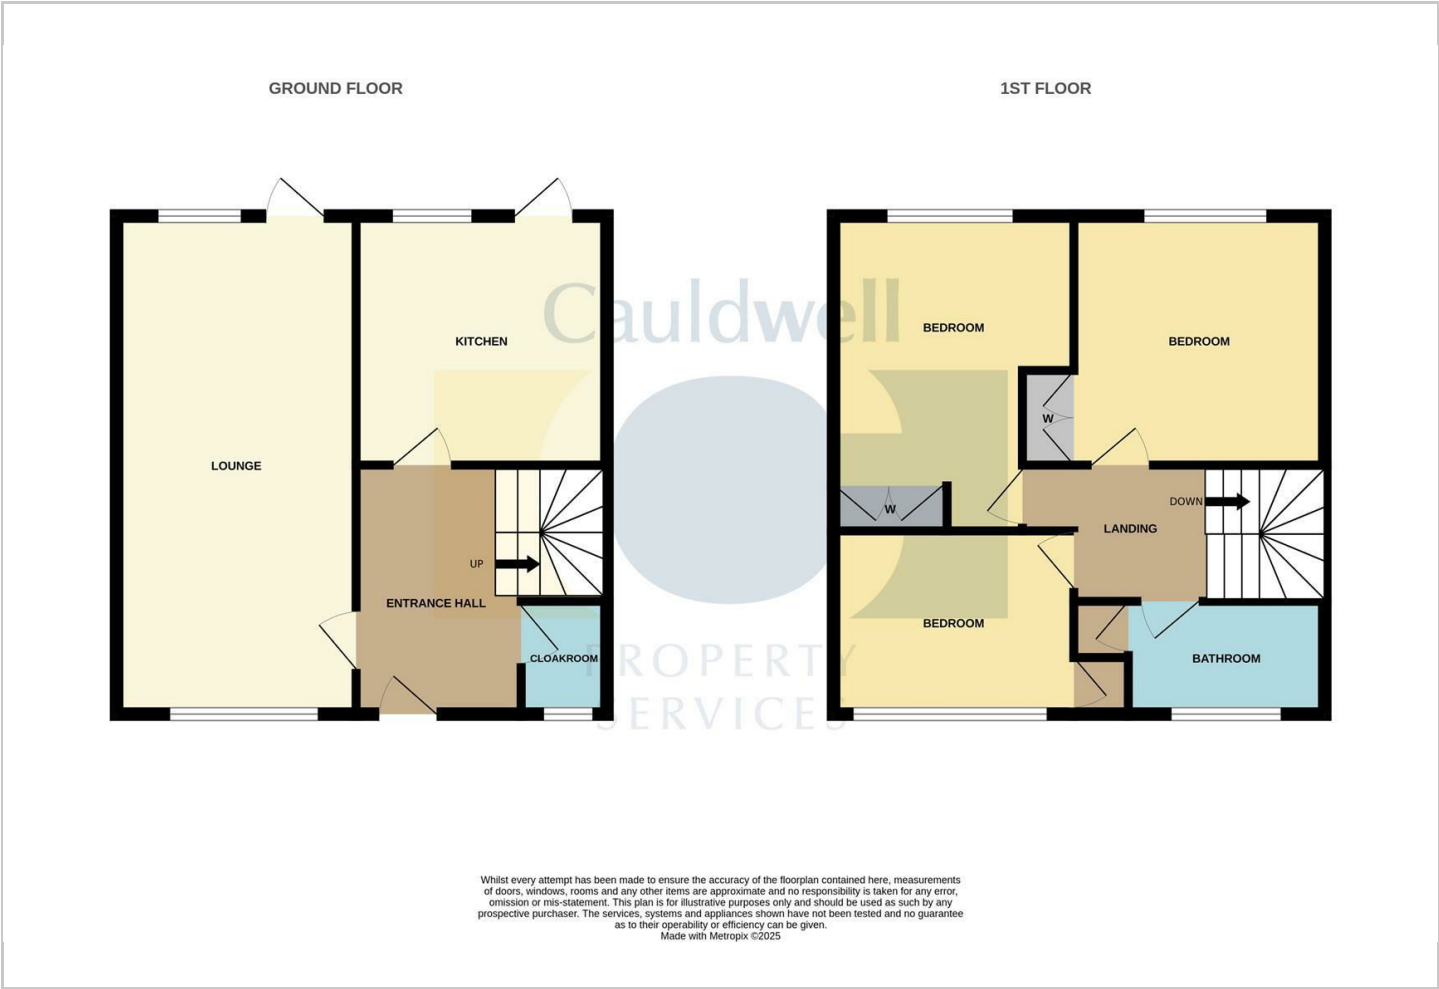 GROUND FLOOR
1ST FLOOR
Cauldwell
PROPERTY
SERVICES
LOUNGE
KITCHEN
UP
ENTRANCE HALL
CLOAKROOM
BEDROOM
BEDROOM
W
W
DOWN
LANDING
BEDROOM
BATHROOM
Whilst every attempt has been made to ensure the accuracy of the floorplan contained here, measurements
of doors, windows, rooms and any other items are approximate and no responsibility is taken for any error,
omission or mis-statement. This plan is for illustrative purposes only and should be used as such by any
prospective purchaser. The services, systems and appliances shown have not been tested and no guarantee
as to their operability or efficiency can be given.
Made with Metropix ©2025